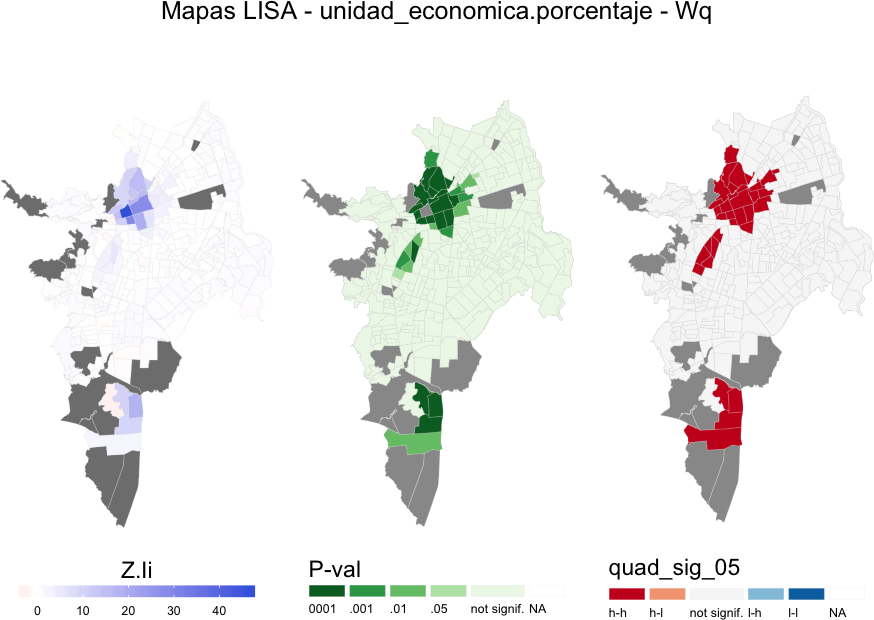 Mapas LISA - unidad_economica.porcentaje - Wq
Z.Ii
0 10 20 30 40
P-val
0001 .001 .01 .05 not signif. NA
quad_sig_05
h-h h-l not signif. l-h l-l NA